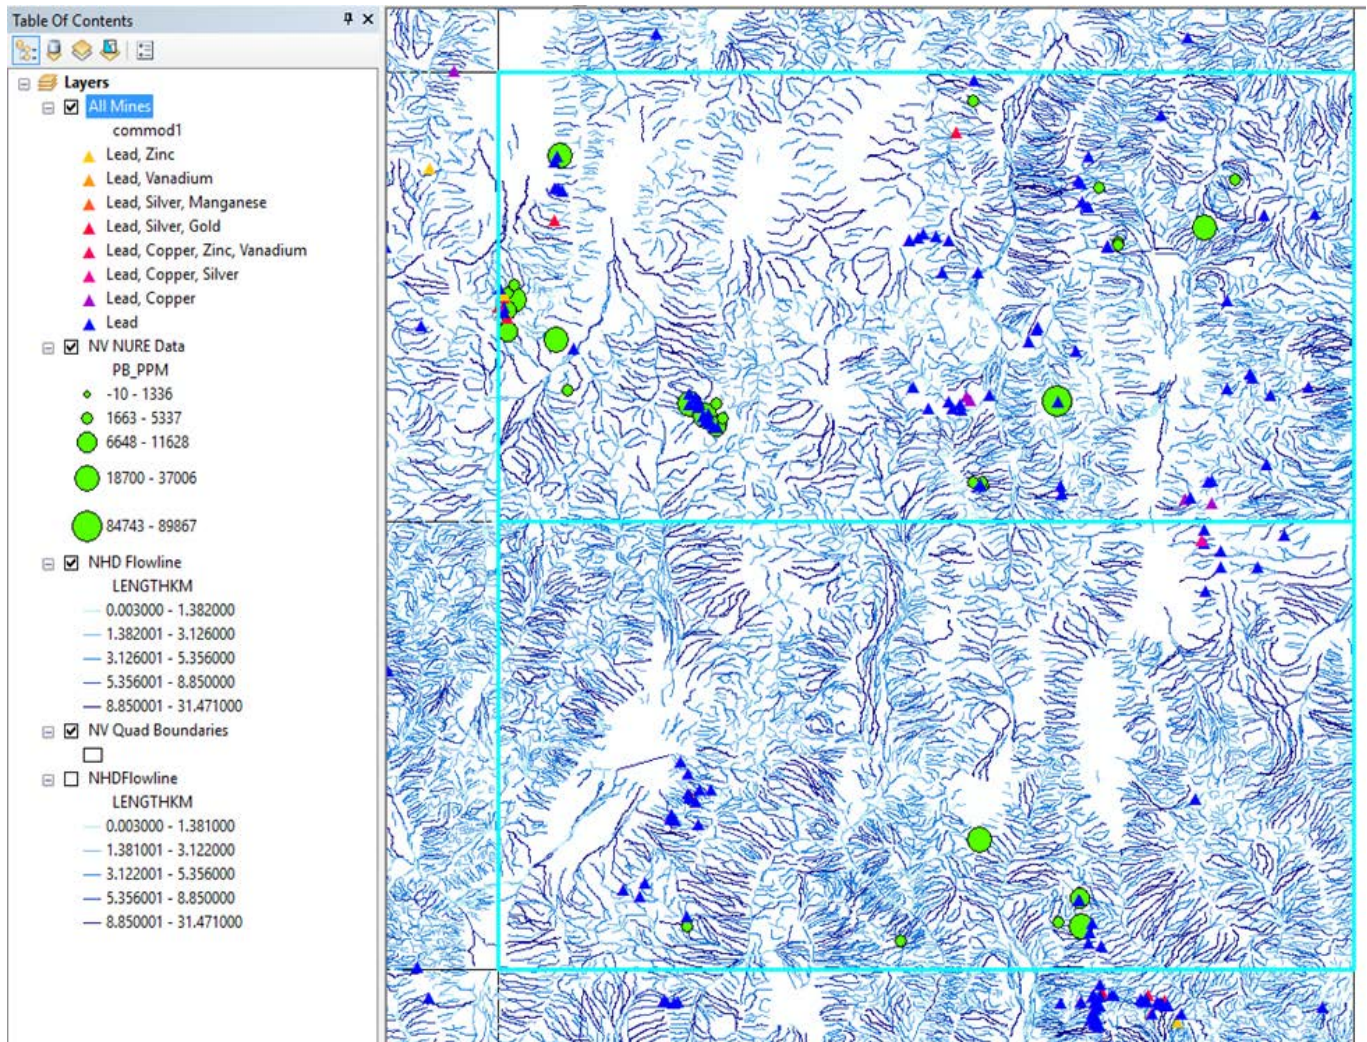 Table Of Contents
Layers
All Mines
commod1
Lead, Zinc
Lead, Vanadium
Lead, Silver, Manganese
Lead, Silver, Gold
Lead, Copper, Zinc, Vanadium
Lead, Copper, Silver
Lead, Copper
Lead
NV NURE Data
PB_PPM
-10 - 1336
1663 - 5337
6648 - 11628
18700 - 37006
84743 - 89867
NHD Flowline
LENGTHKM
0.003000 - 1.382000
1.382001 - 3.126000
3.126001 - 5.356000
5.356001 - 8.850000
8.850001 - 31.471000
NV Quad Boundaries
NHDFlowline
LENGTHKM
0.003000 - 1.381000
1.381001 - 3.122000
3.122001 - 5.356000
5.356001 - 8.850000
8.850001 - 31.471000